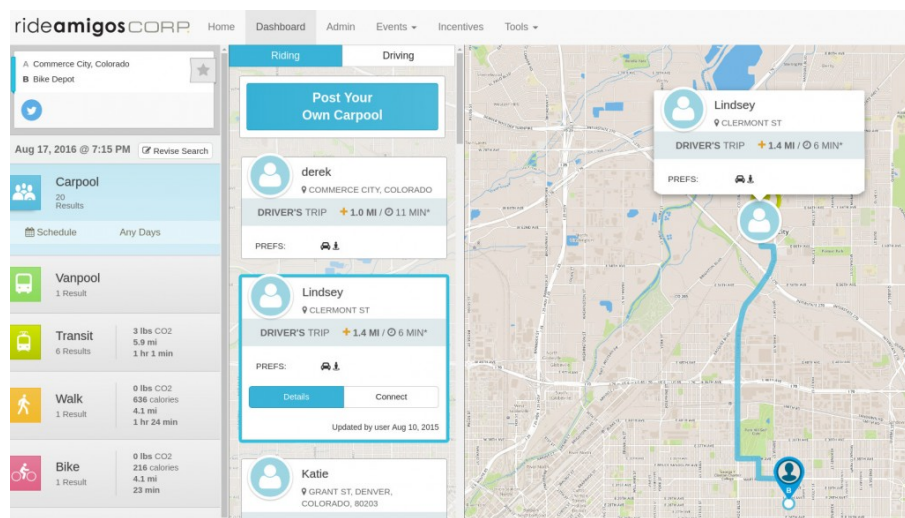 rideamigosCORP.
Home
Dashboard
Admin
Events
Incentives
Tools
A Commerce City, Colorado
B Bike Depot
Aug 17, 2016 @ 7:15 PM
Revise Search
Carpool
20
Results
Schedule
Any Days
Vanpool
1 Result
Transit
6 Results
3 lbs CO2
5.9 mi
1 hr 1 min
Walk
1 Result
0 lbs CO2
636 calories
4.1 mi
1 hr 24 min
Bike
1 Result
0 lbs CO2
216 calories
4.1 mi
23 min
Riding
Driving
Post Your
Own Carpool
derek
COMMERCE CITY, COLORADO
DRIVER'S TRIP + 1.0 MI / 11 MIN*
PREFS:
Lindsey
CLERMONT ST
DRIVER'S TRIP + 1.4 MI / 6 MIN*
PREFS:
Details
Connect
Updated by user Aug 10, 2015
Katie
GRANT ST, DENVER,
COLORADO, 80203
Lindsey
CLERMONT ST
DRIVER'S TRIP + 1.4 MI / 6 MIN*
PREFS:
B